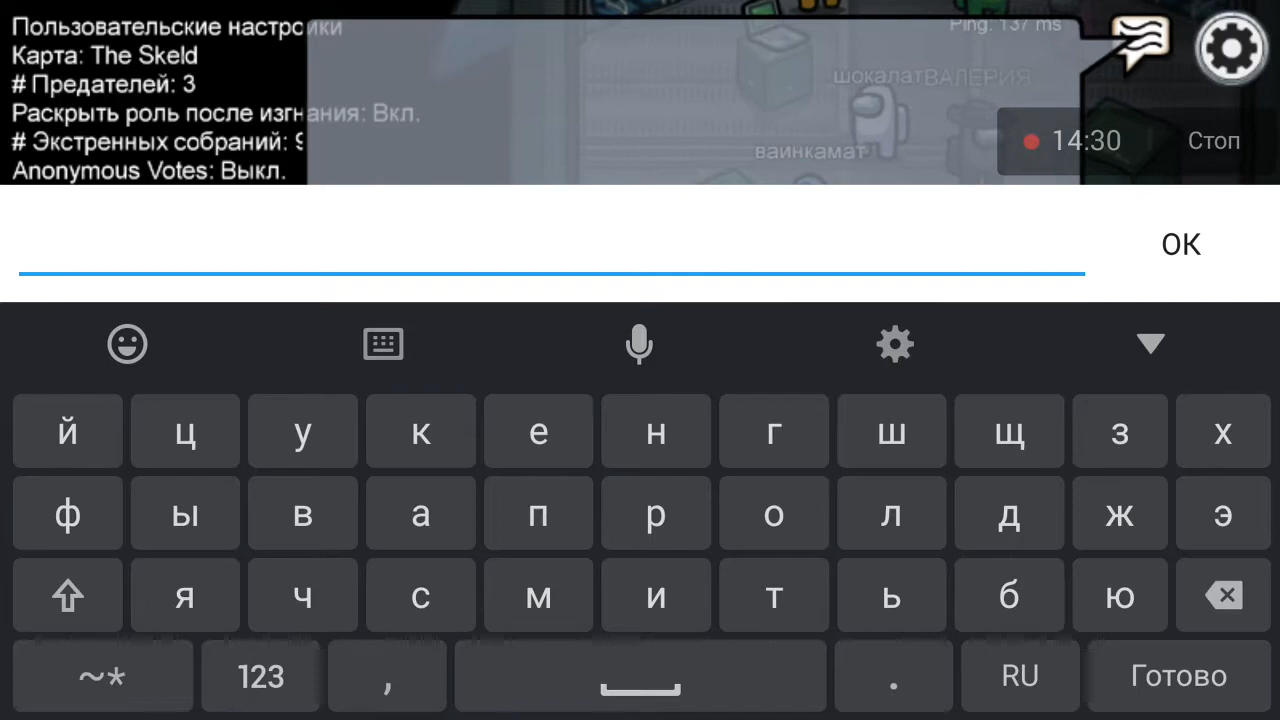 Пользовательские настройки
Карта: The Skeld
# Предателей: 3
Раскрыть роль после изгнания: Вкл.
# Экстренных собраний: 9
Anonymous Votes: Выкл.
Ping: 137 ms
шокалатВАЛЕРИЯ
ваинкамат
14:30 Стоп
ОК
й ц у к е н г ш щ з х
ф ы в а п р о л д ж э
я ч с м и т ь б ю
~* 123 , . RU Готово